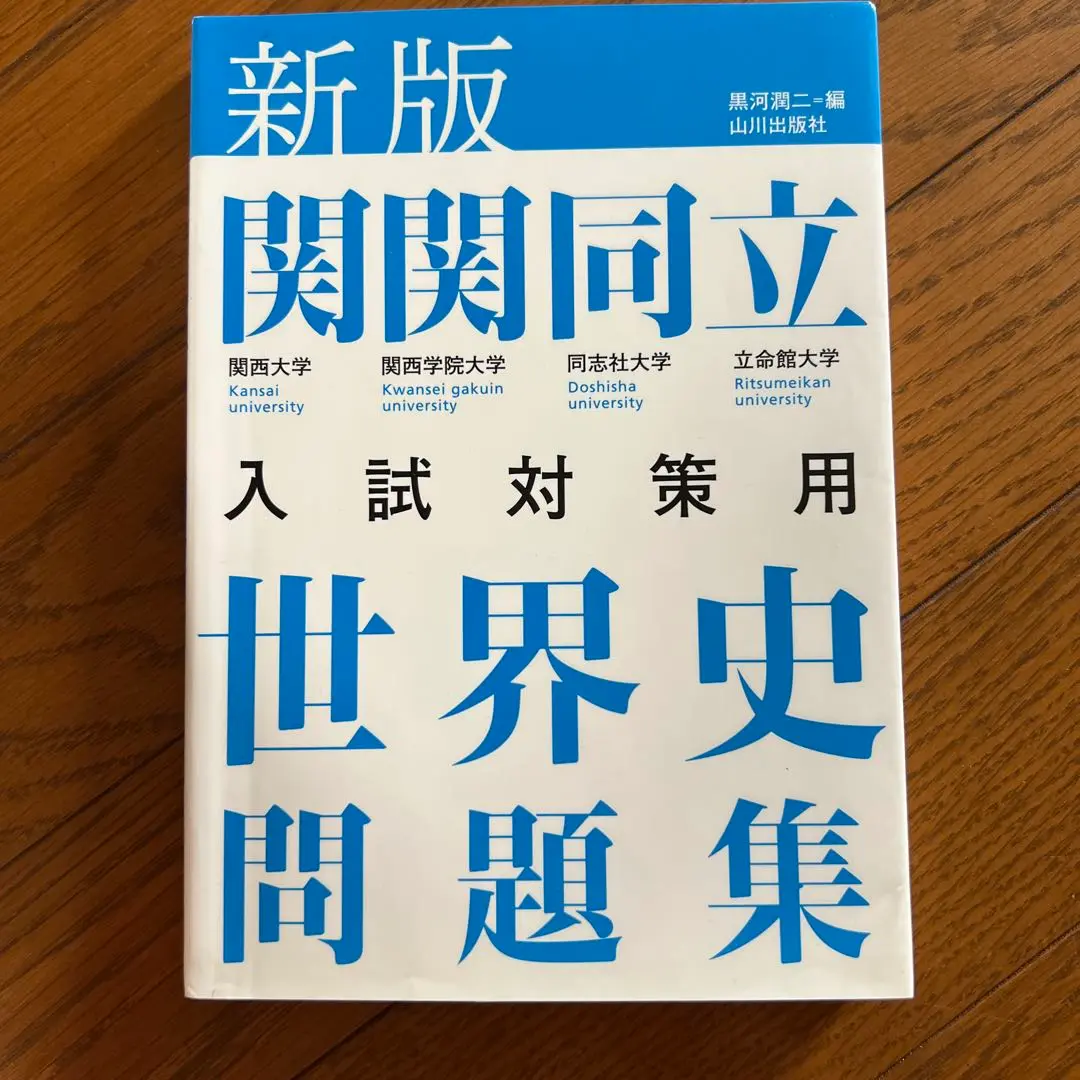 新版
黒河潤二=編
山川出版社
関関同立
関西大学 関西学院大学 同志社大学 立命館大学
Kansai university Kwansei gakuin university Doshisha university Ritsumeikan university
入試対策用
世界史
問題集